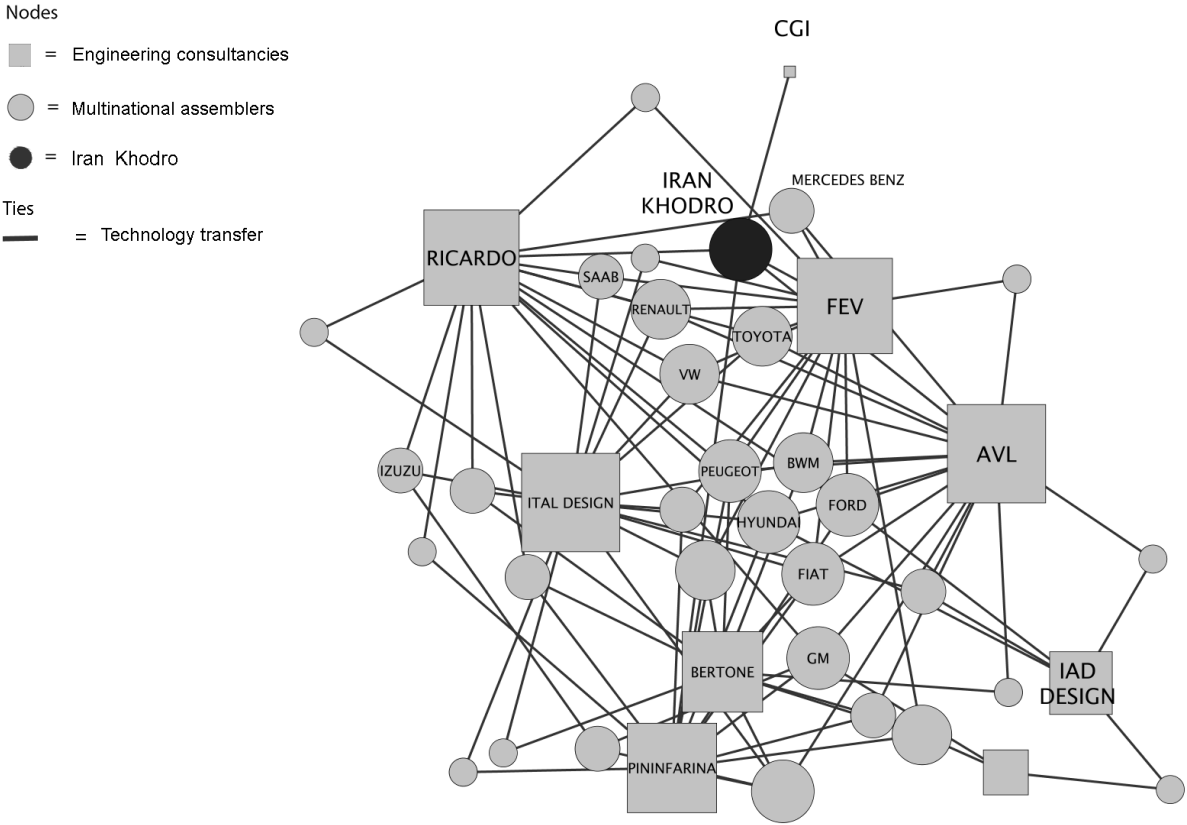 Nodes
= Engineering consultancies
= Multinational assemblers
= Iran Khodro
Ties
= Technology transfer
CGI
IRAN
KHODRO
MERCEDES BENZ
RICARDO
SAAB
RENAULT
FEV
TOYOTA
VW
AVL
IZUZU
PEUGEOT
BWM
ITAL DESIGN
FORD
HYUNDAI
FIAT
BERTONE
GM
IAD
DESIGN
PININFARINA